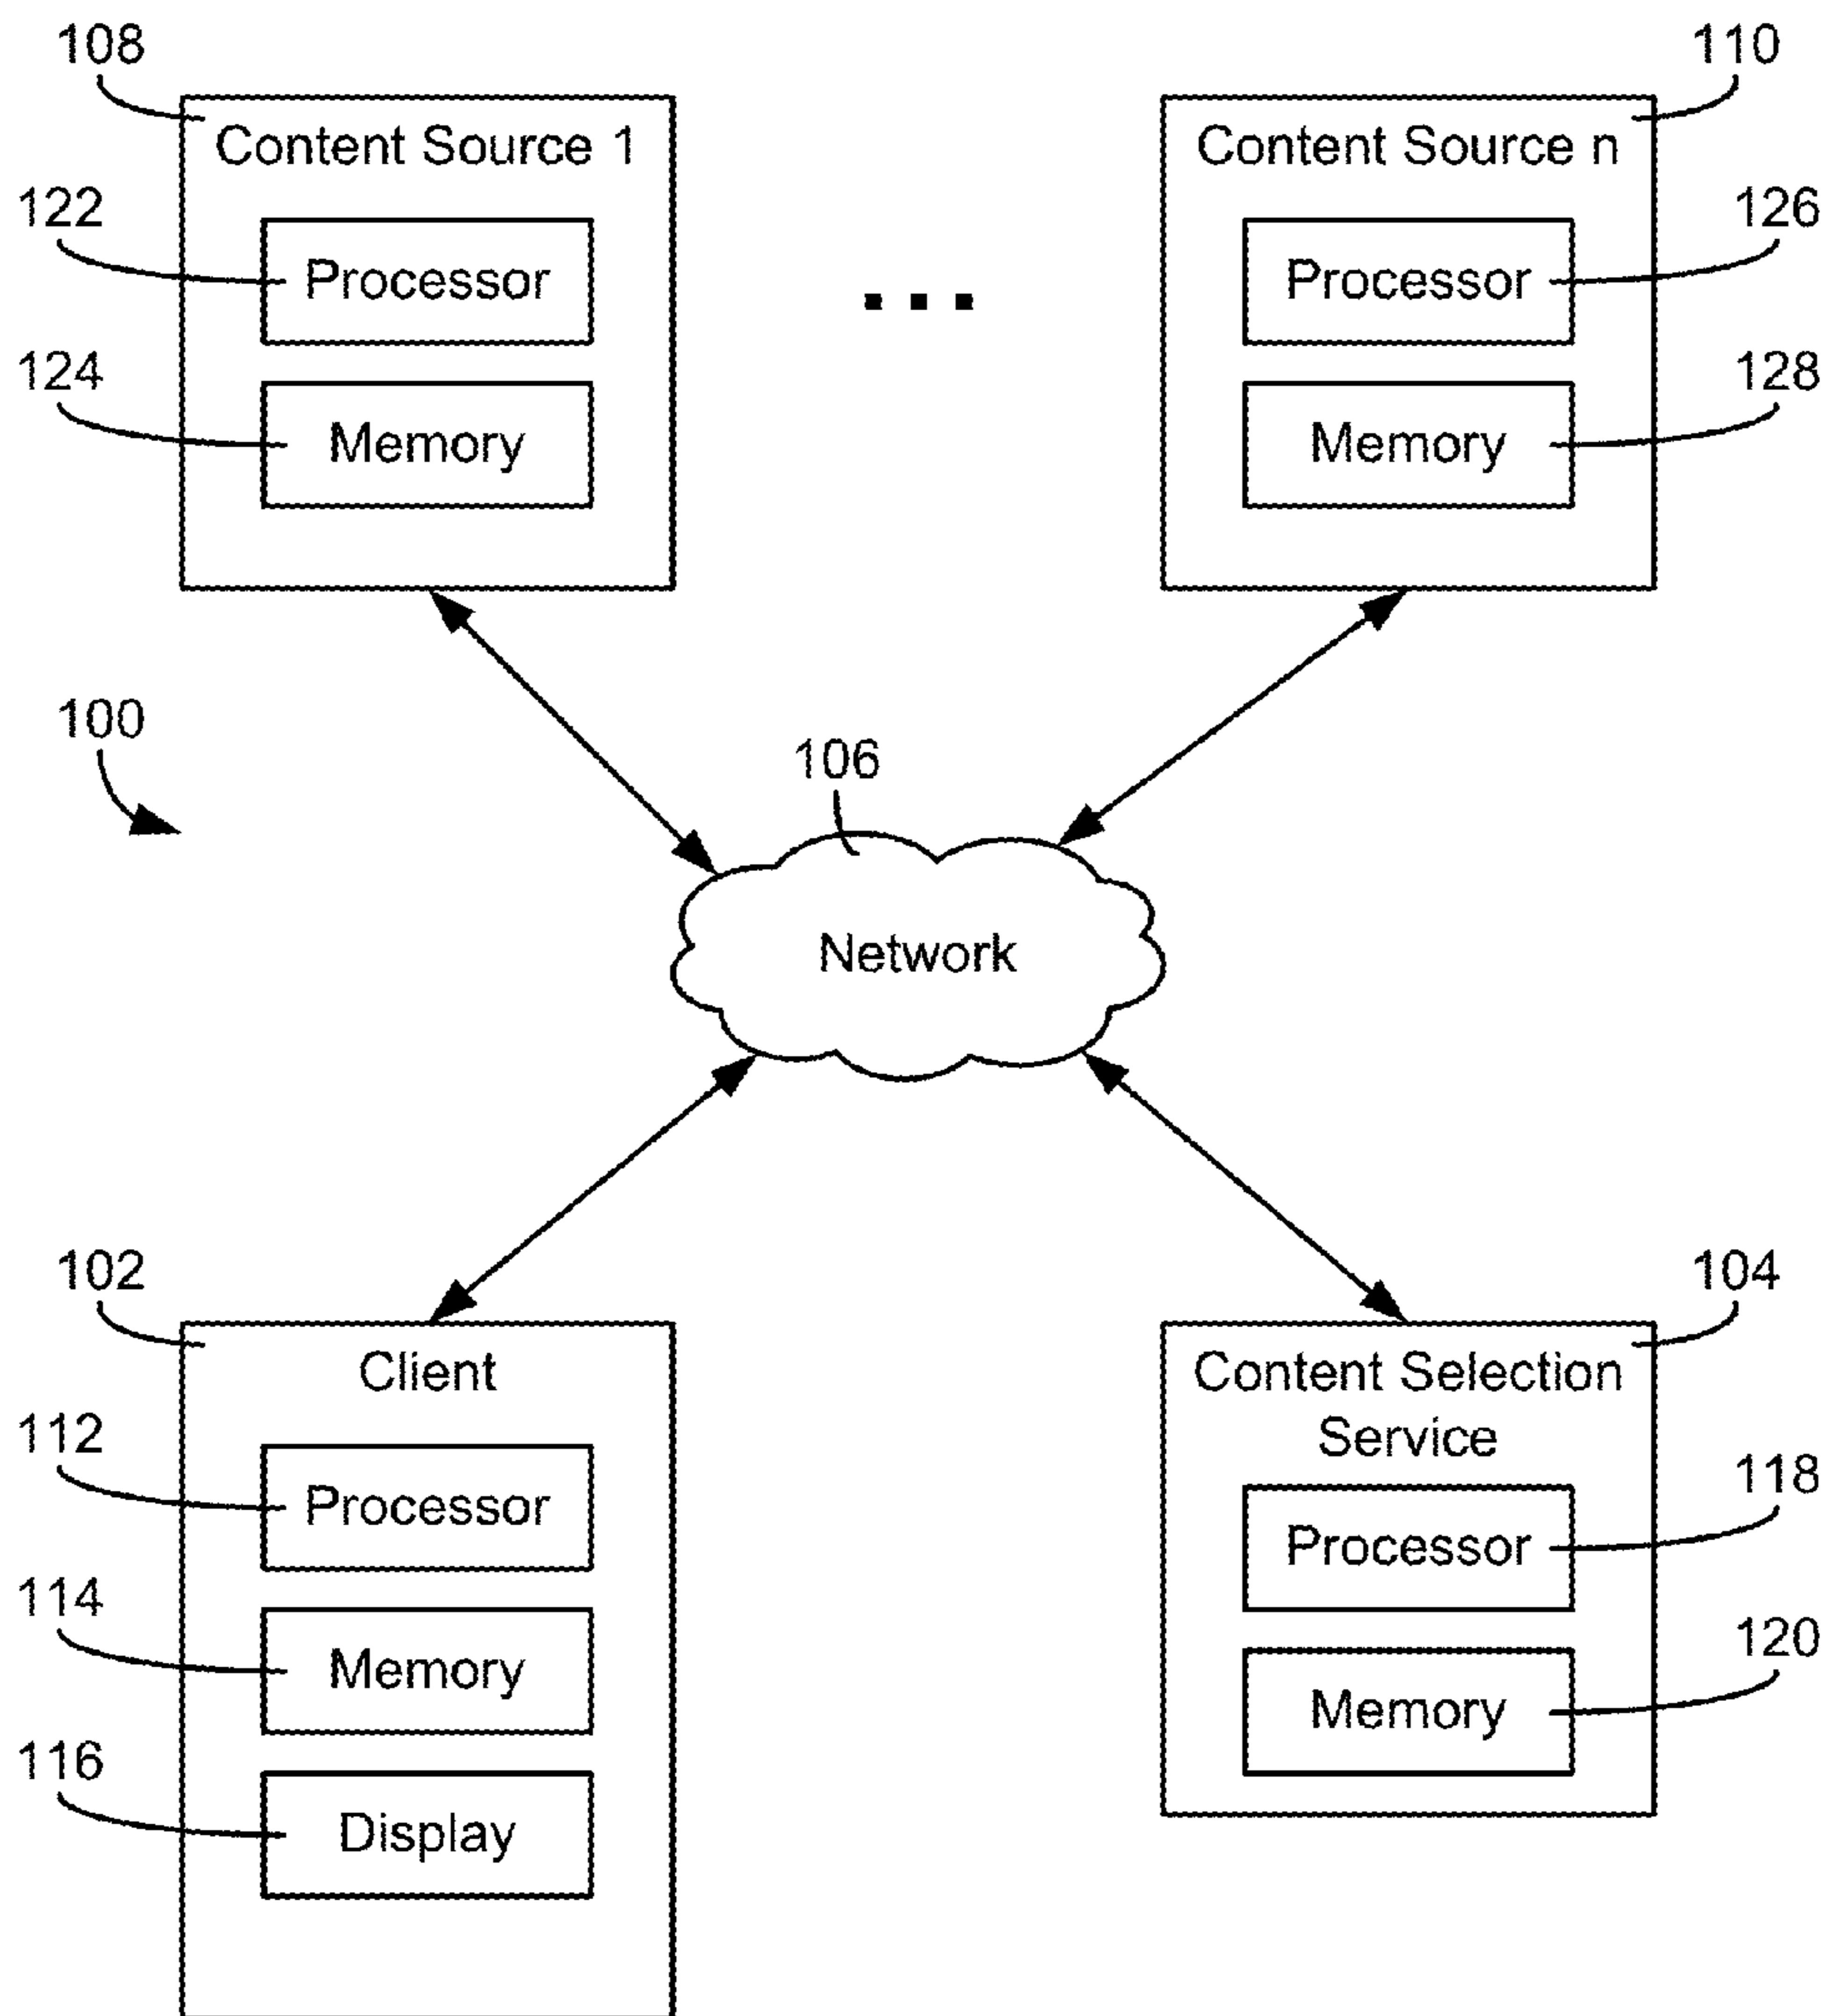 108
110
Content Source 1
Content Source n
122
Processor
Processor
126
124
Memory
Memory
128
...
100
106
Network
102
104
Client
Content Selection
Service
112
Processor
Processor
118
114
Memory
Memory
120
116
Display